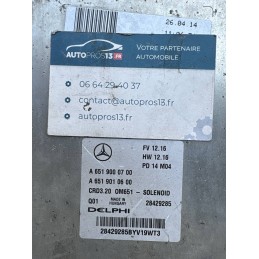 26.04.14
AUTOPROS13.FR
VOTRE PARTENAIRE
AUTOMOBILE
06 64 29 40 37
contact@autopros13.fr
autopros13.fr
FV 12.16
HW 12.16
PD 14 M04
A 651 900 07 00
A 651 901 06 00
CRD3.20 OM651 - SOLENOID
Q01 MADE IN GERMANY 28429285
DELPHI
28429285BYV19WT3